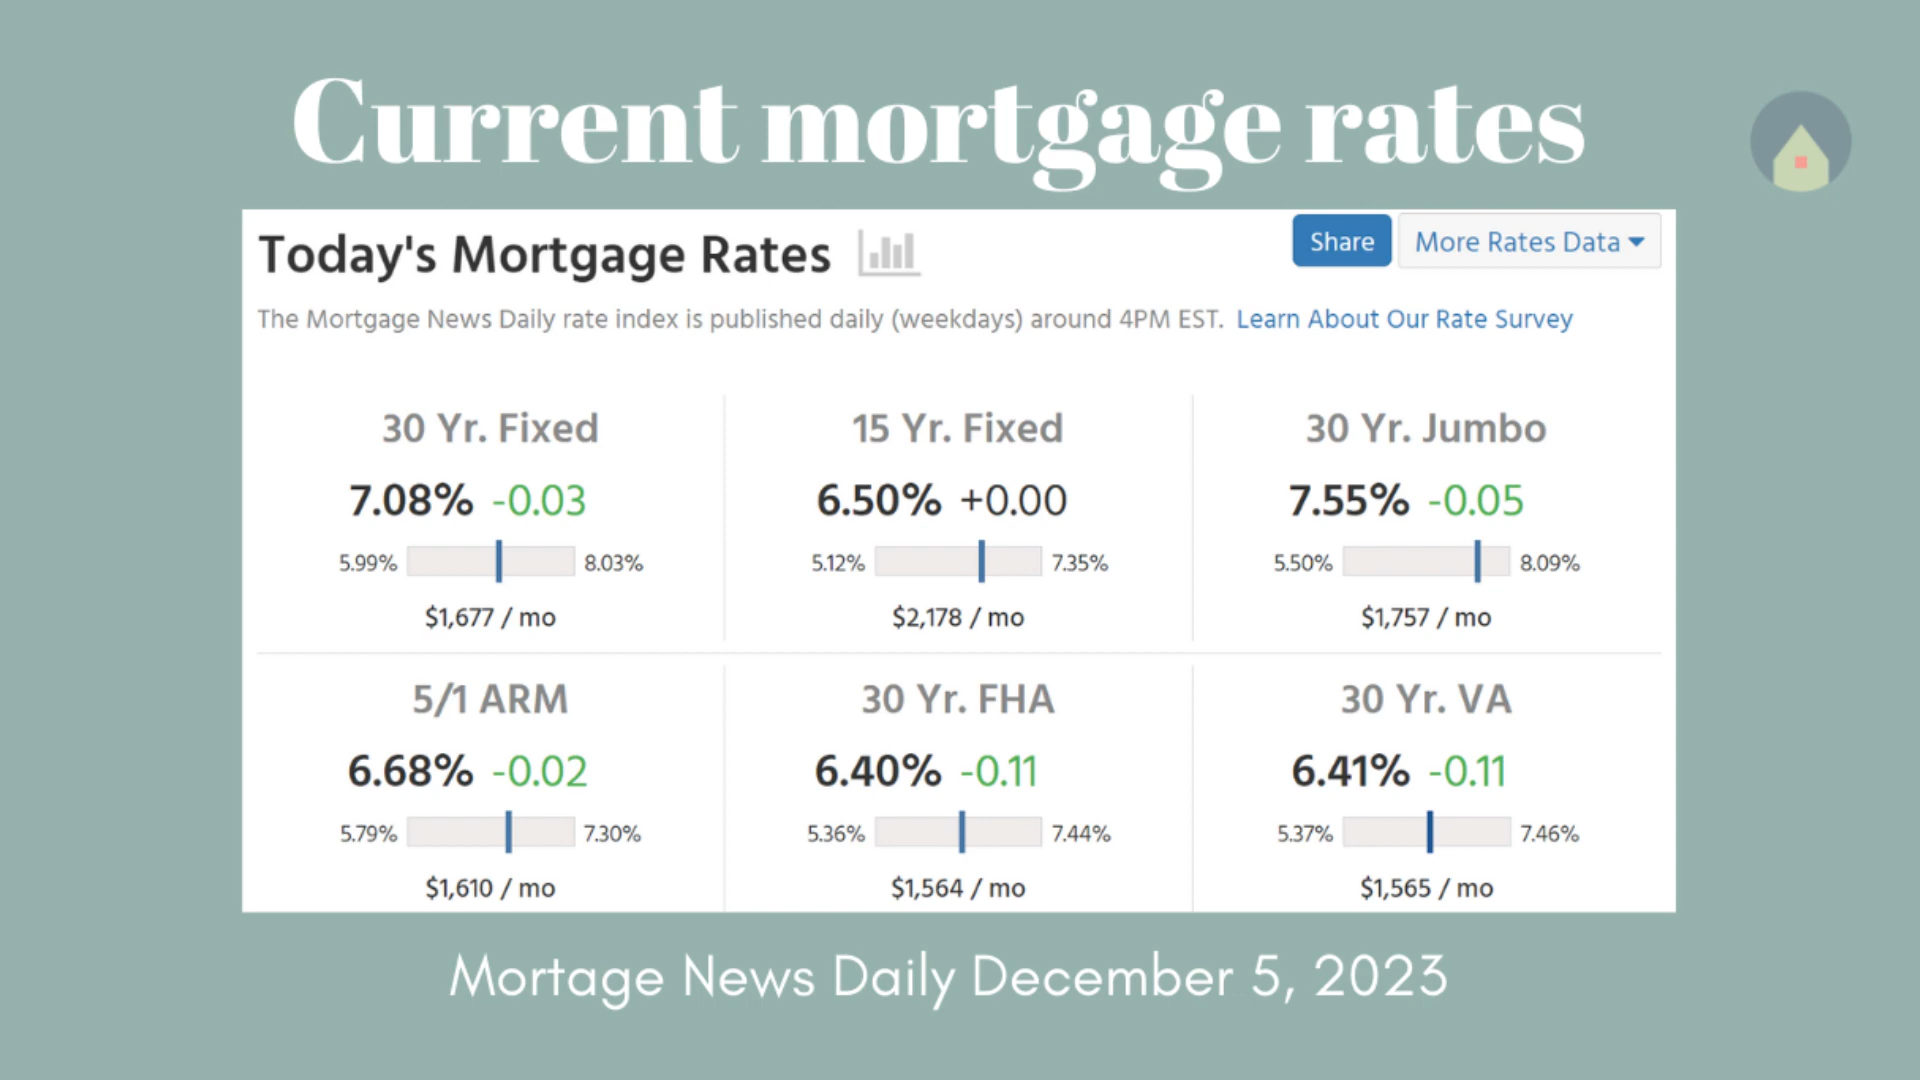 Current mortgage rates
Today's Mortgage Rates
Share
More Rates Data
The Mortgage News Daily rate index is published daily (weekdays) around 4PM EST. Learn About Our Rate Survey
30 Yr. Fixed
7.08% -0.03
5.99% 8.03%
$1,677 / mo
15 Yr. Fixed
6.50% +0.00
5.12% 7.35%
$2,178 / mo
30 Yr. Jumbo
7.55% -0.05
5.50% 8.09%
$1,757 / mo
5/1 ARM
6.68% -0.02
5.79% 7.30%
$1,610 / mo
30 Yr. FHA
6.40% -0.11
5.36% 7.44%
$1,564 / mo
30 Yr. VA
6.41% -0.11
5.37% 7.46%
$1,565 / mo
Mortage News Daily December 5, 2023